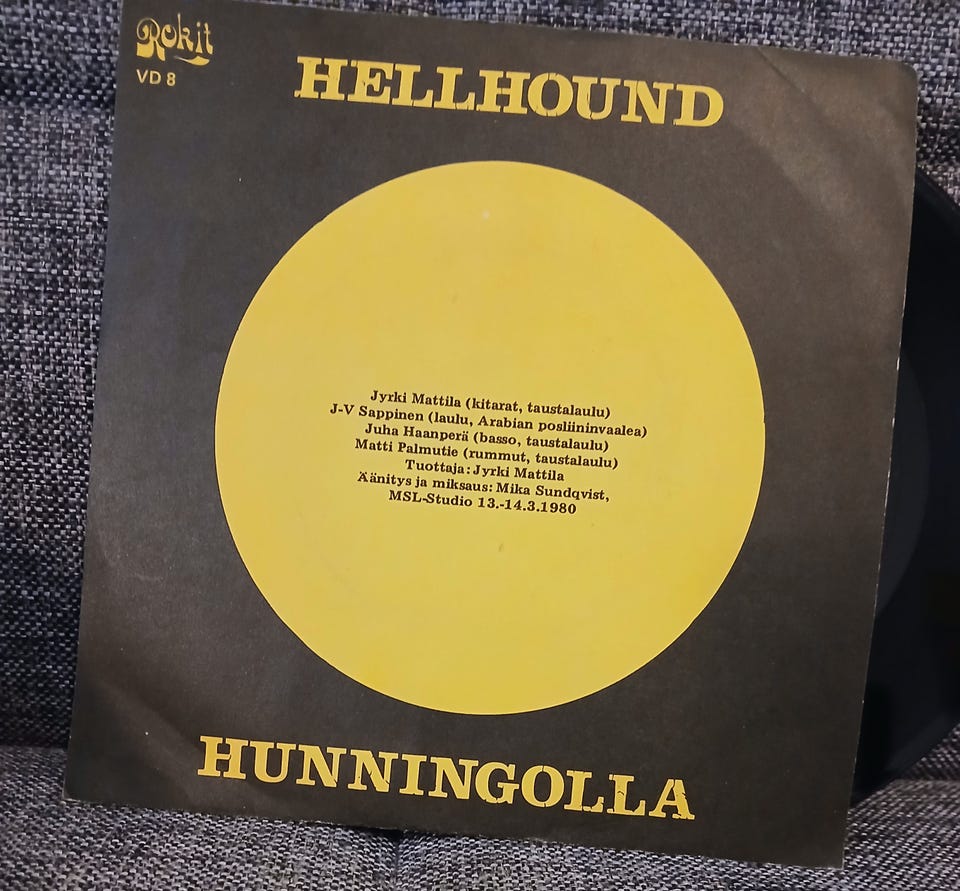 Rokit
VD 8
HELLHOUND
Jyrki Mattila (kitarat, taustalaulu)
J-V Sappinen (laulu, Arabian posliininvaalea)
Juha Haanperä (basso, taustalaulu)
Matti Palmutie (rummut, taustalaulu)
Tuottaja: Jyrki Mattila
Äänitys ja miksaus: Mika Sundqvist,
MSL-Studio 13.-14.3.1980
HUNNINGOLLA